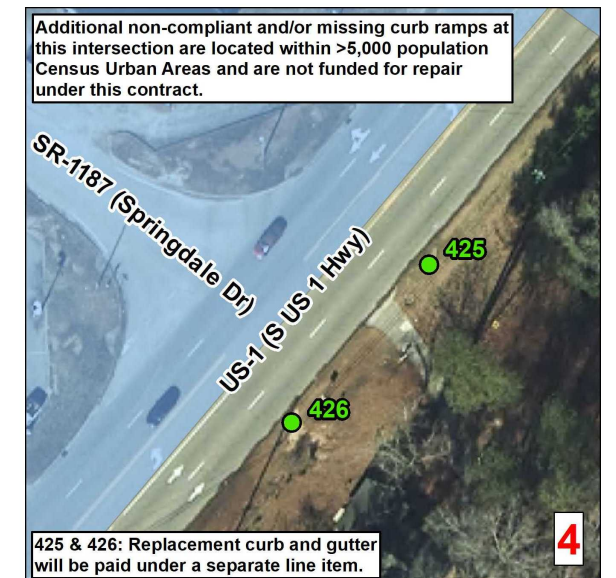 Additional non-compliant and/or missing curb ramps at
this intersection are located within >5,000 population
Census Urban Areas and are not funded for repair
under this contract.
SR-1187 (Springdale Dr)
US-1 (S US 1 Hwy)
425
426
425 & 426: Replacement curb and gutter
will be paid under a separate line item.
4